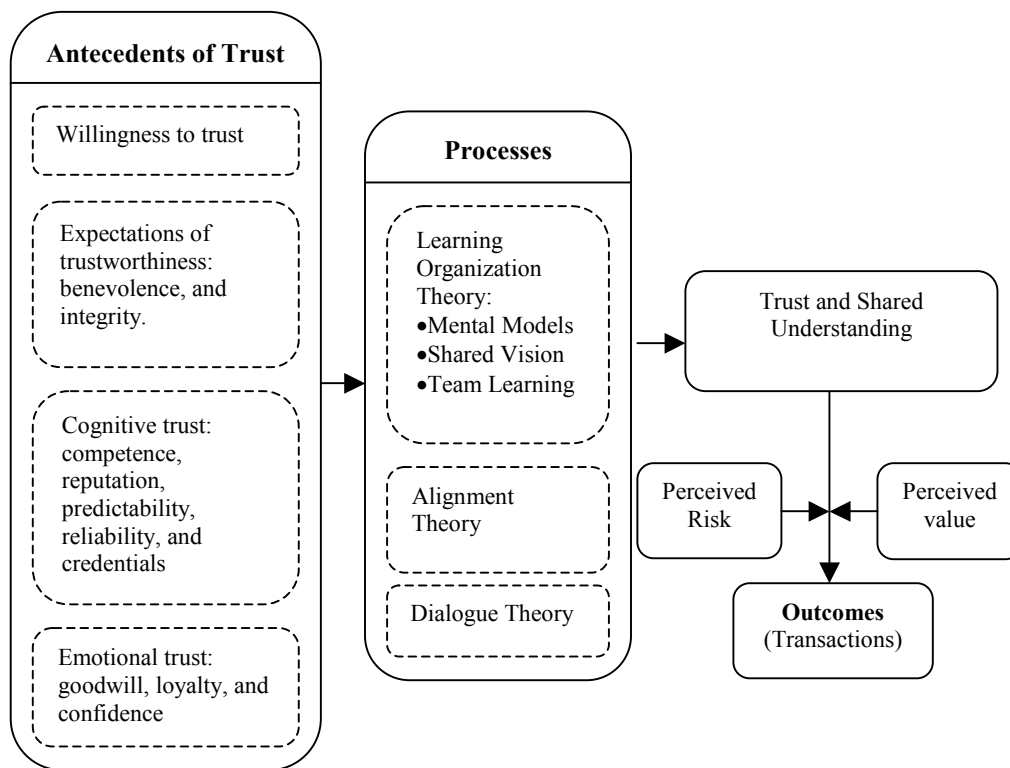 Antecedents of Trust
Willingness to trust
Expectations of
trustworthiness:
benevolence, and
integrity.
Cognitive trust:
competence,
reputation,
predictability,
reliability, and
credentials
Emotional trust:
goodwill, loyalty, and
confidence
Processes
Learning
Organization
Theory:
•Mental Models
•Shared Vision
•Team Learning
Alignment
Theory
Dialogue Theory
Trust and Shared
Understanding
Perceived
Risk
Perceived
value
Outcomes
(Transactions)